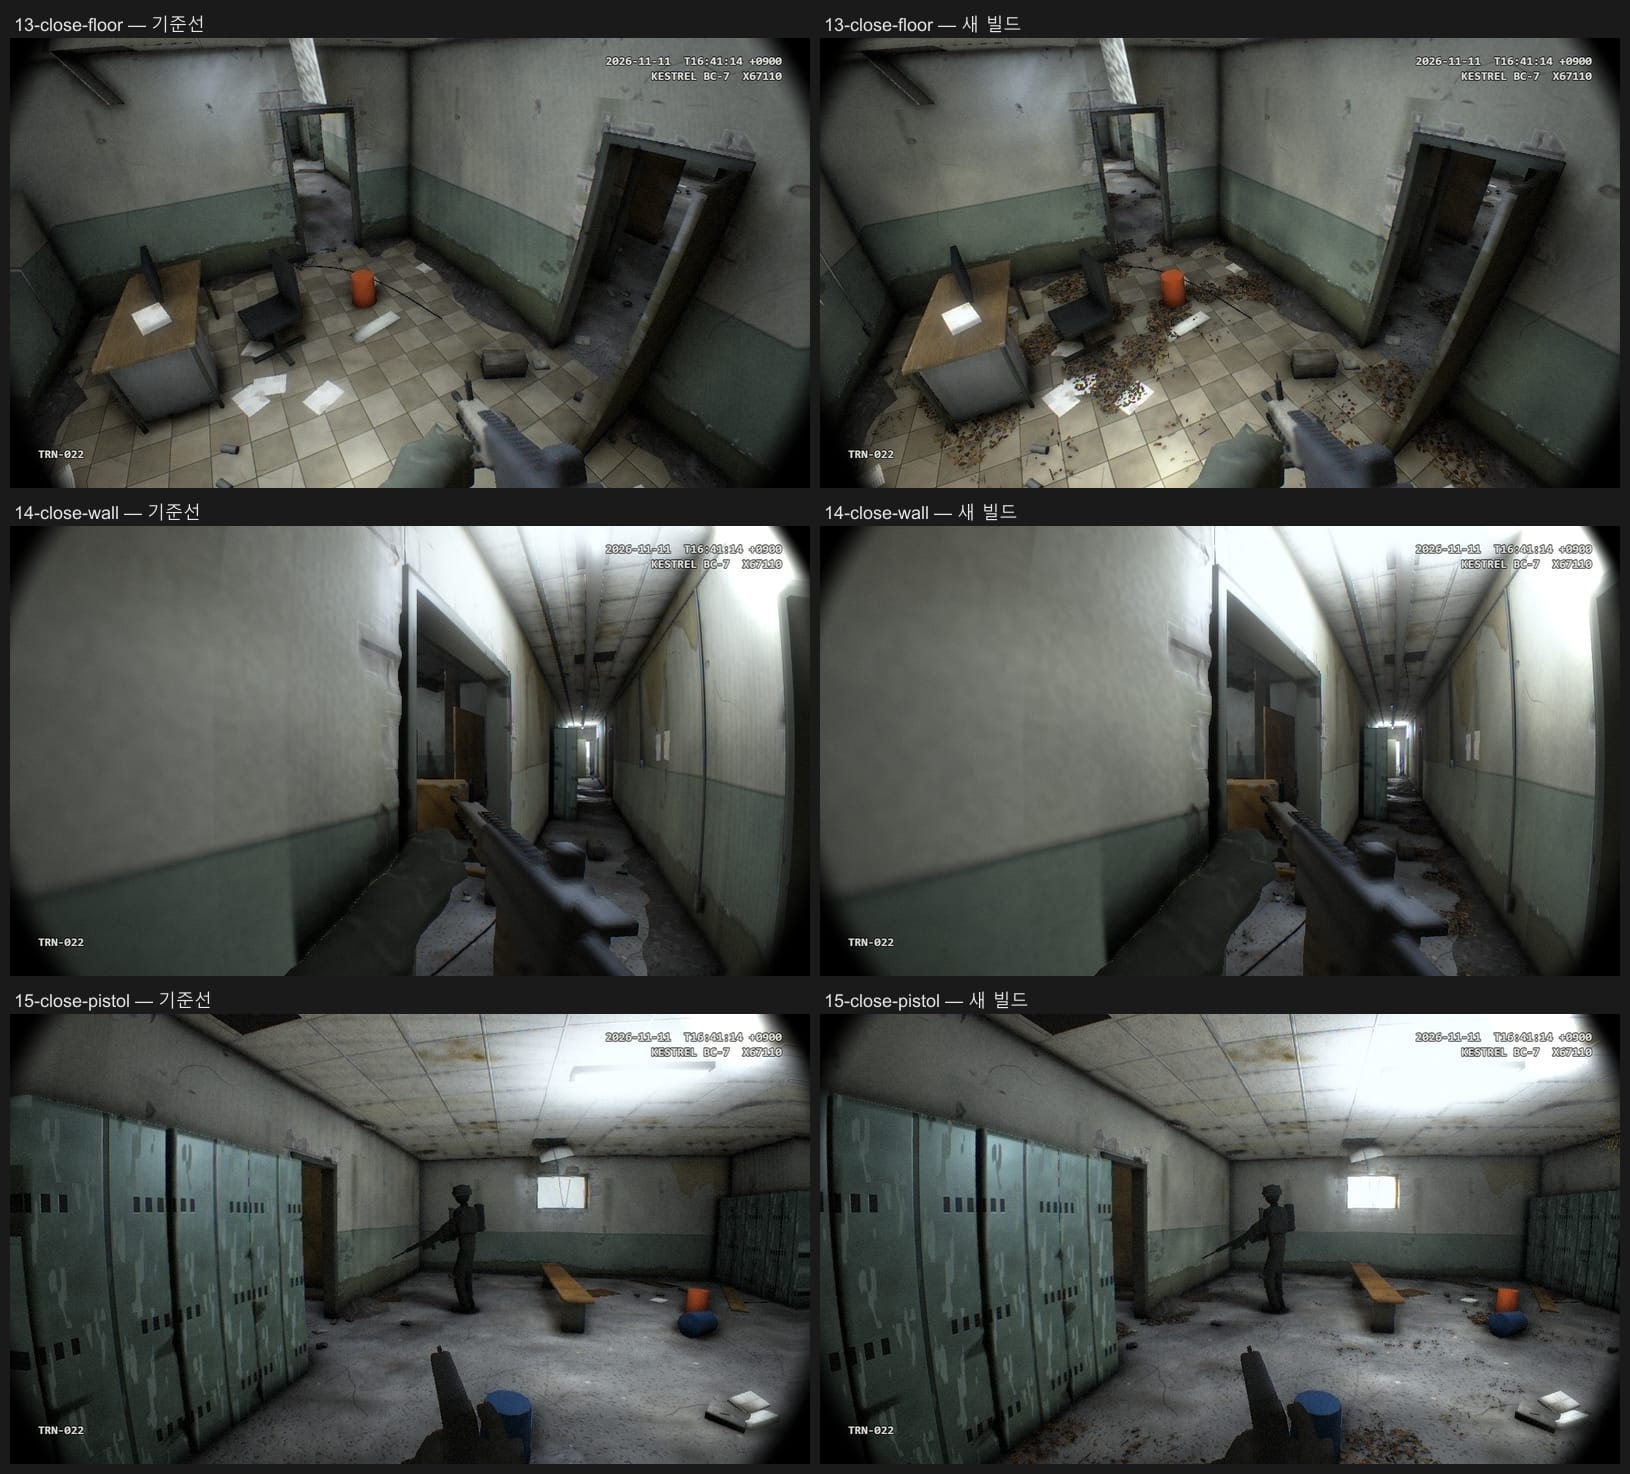 13-close-floor — 기준선
13-close-floor — 새 빌드
2026-11-11 T16:41:14 +0900
KESTREL BC-7 X67110
2026-11-11 T16:41:14 +0900
KESTREL BC-7 X67110
TRN-022
TRN-022
14-close-wall — 기준선
14-close-wall — 새 빌드
2026-11-11 T16:41:14 +0900
KESTREL BC-7 X67110
2026-11-11 T16:41:14 +0900
KESTREL BC-7 X67110
TRN-022
TRN-022
15-close-pistol — 기준선
15-close-pistol — 새 빌드
2026-11-11 T16:41:14 +0900
KESTREL BC-7 X67110
2026-11-11 T16:41:14 +0900
KESTREL BC-7 X67110
TRN-022
TRN-022